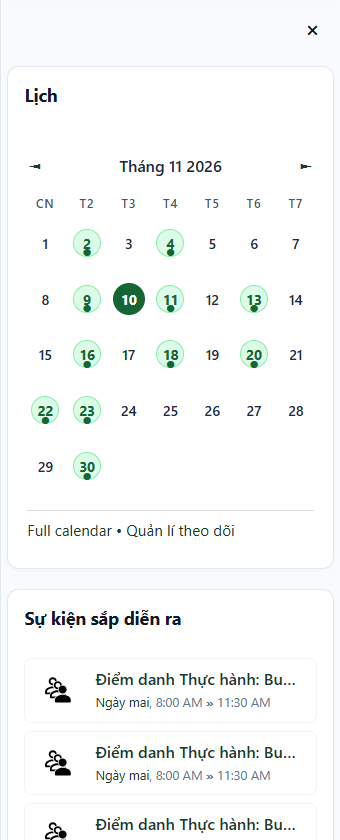 ×
Lịch
◄ Tháng 11 2026 ►
CN T2 T3 T4 T5 T6 T7
1 2 3 4 5 6 7
8 9 10 11 12 13 14
15 16 17 18 19 20 21
22 23 24 25 26 27 28
29 30
Full calendar • Quản lí theo dõi
Sự kiện sắp diễn ra
Điểm danh Thực hành: Bu...
Ngày mai, 8:00 AM » 11:30 AM
Điểm danh Thực hành: Bu...
Ngày mai, 8:00 AM » 11:30 AM
Điểm danh Thực hành: Bu...